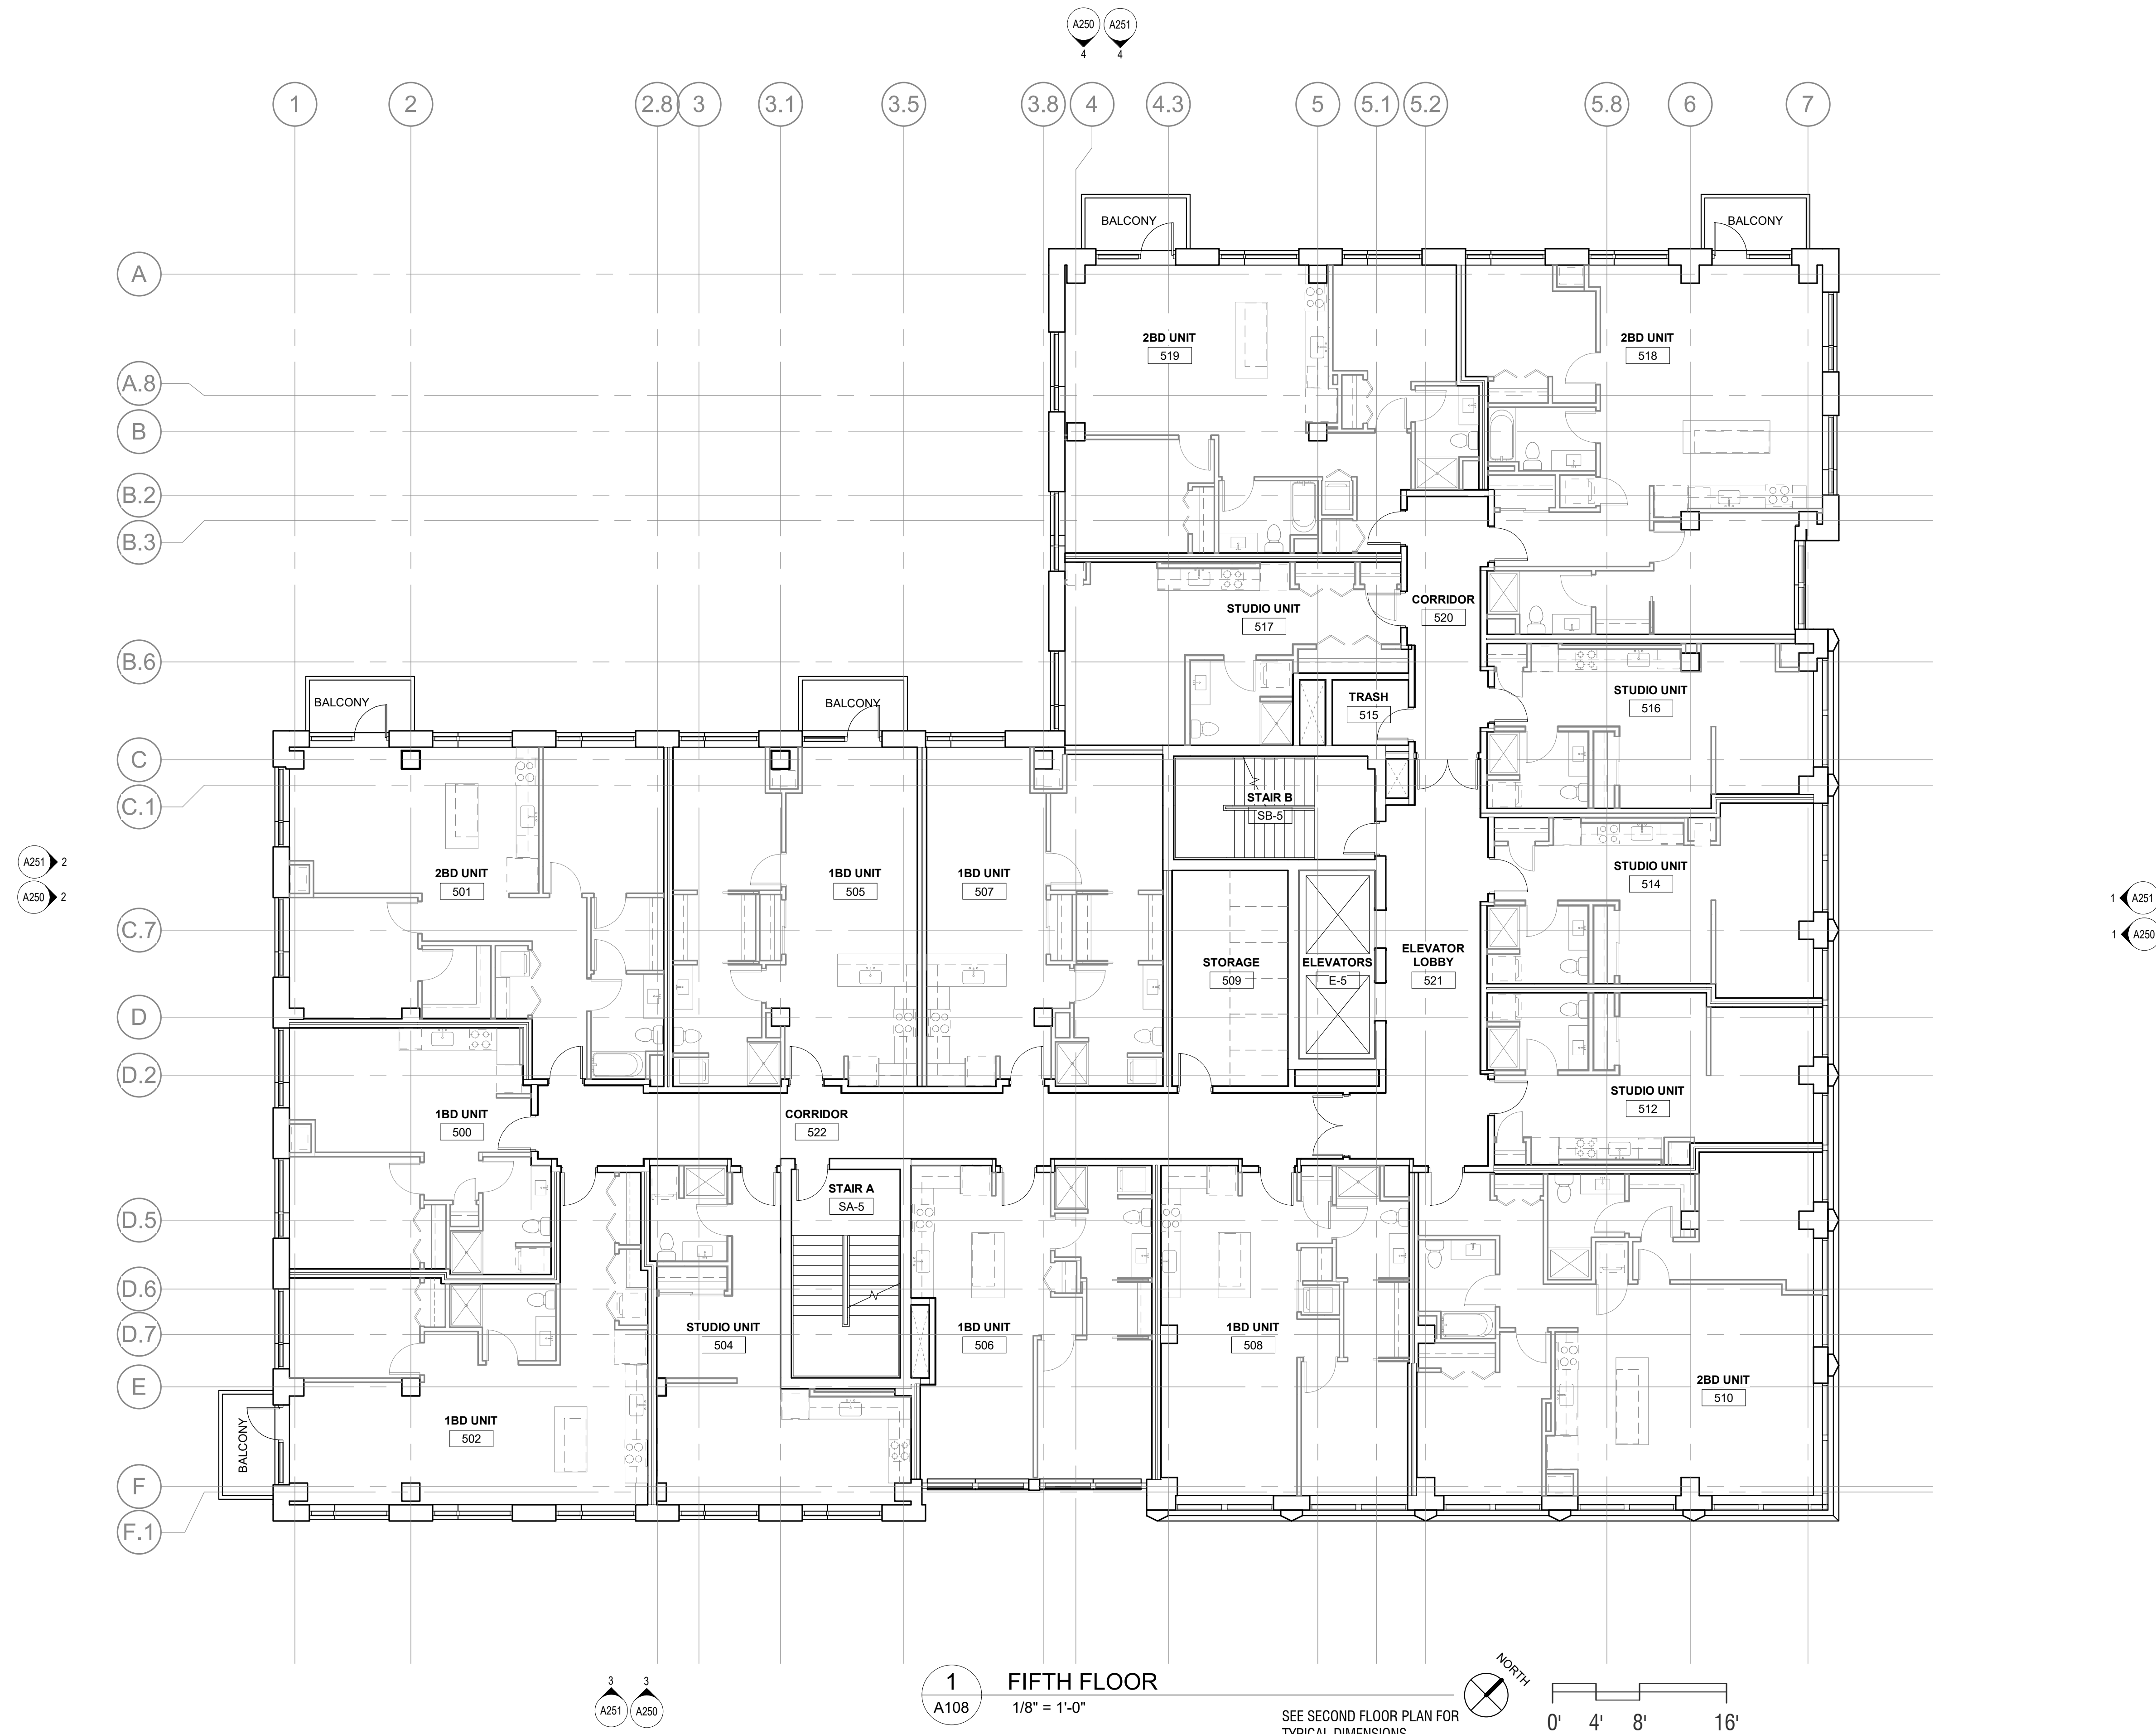 A250 A251
4 4
1 2 2.8 3 3.1 3.5 3.8 4 4.3 5 5.1 5.2 5.8 6 7
BALCONY BALCONY
A
2BD UNIT 2BD UNIT
519 518
A.8
B
B.2
B.3
CORRIDOR
520
STUDIO UNIT
517
B.6
STUDIO UNIT
516
TRASH
515
BALCONY BALCONY
C
C.1
STAIR B
SB-5
A251 2
A250 2
2BD UNIT 1BD UNIT 1BD UNIT
501 505 507
STUDIO UNIT
514
1 A251
1 A250
C.7
STORAGE
509
ELEVATORS
E-5
ELEVATOR
LOBBY
521
D
D.2
1BD UNIT
500
CORRIDOR
522
STUDIO UNIT
512
STAIR A
SA-5
D.5
D.6
D.7
STUDIO UNIT
504
1BD UNIT
506
1BD UNIT
508
E
2BD UNIT
510
1BD UNIT
502
BALCONY
F
F.1
3 3
A251 A250
1
A108
FIFTH FLOOR
1/8" = 1'-0"
NORTH
SEE SECOND FLOOR PLAN FOR
TYPICAL DIMENSIONS
0' 4' 8' 16'